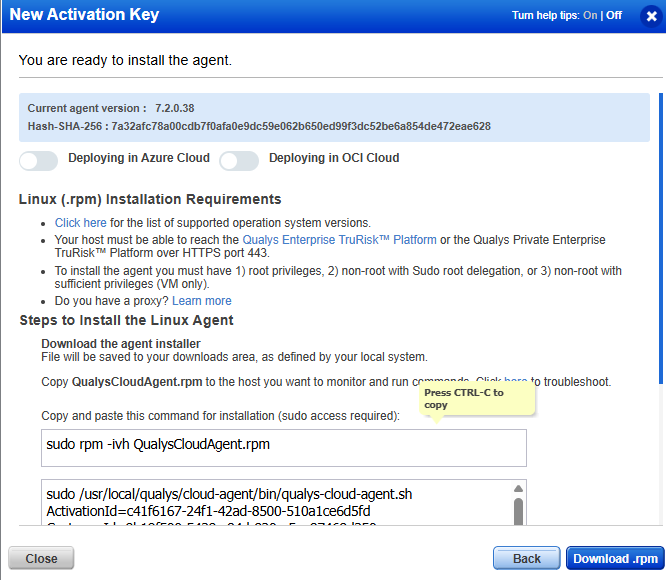 New Activation Key
Turn help tips: On | Off
You are ready to install the agent.
Current agent version : 7.2.0.38
Hash-SHA-256 : 7a32afc78a00cdb7f0afa0e9dc59e062b650ed99f3dc52be6a854de472eae628
Deploying in Azure Cloud
Deploying in OCI Cloud
Linux (.rpm) Installation Requirements
Click here for the list of supported operation system versions.
Your host must be able to reach the Qualys Enterprise TruRisk™ Platform or the Qualys Private Enterprise
TruRisk™ Platform over HTTPS port 443.
To install the agent you must have 1) root privileges, 2) non-root with Sudo root delegation, or 3) non-root with
sufficient privileges (VM only).
Do you have a proxy? Learn more
Steps to Install the Linux Agent
Download the agent installer
File will be saved to your downloads area, as defined by your local system.
Copy QualysCloudAgent.rpm to the host you want to monitor and run commands. Click here to troubleshoot.
Press CTRL-C to
copy
Copy and paste this command for installation (sudo access required):
sudo rpm -ivh QualysCloudAgent.rpm
sudo /usr/local/qualys/cloud-agent/bin/qualys-cloud-agent.sh
ActivationId=c41f6167-24f1-42ad-8500-510a1ce6d5fd
Close
Back
Download .rpm